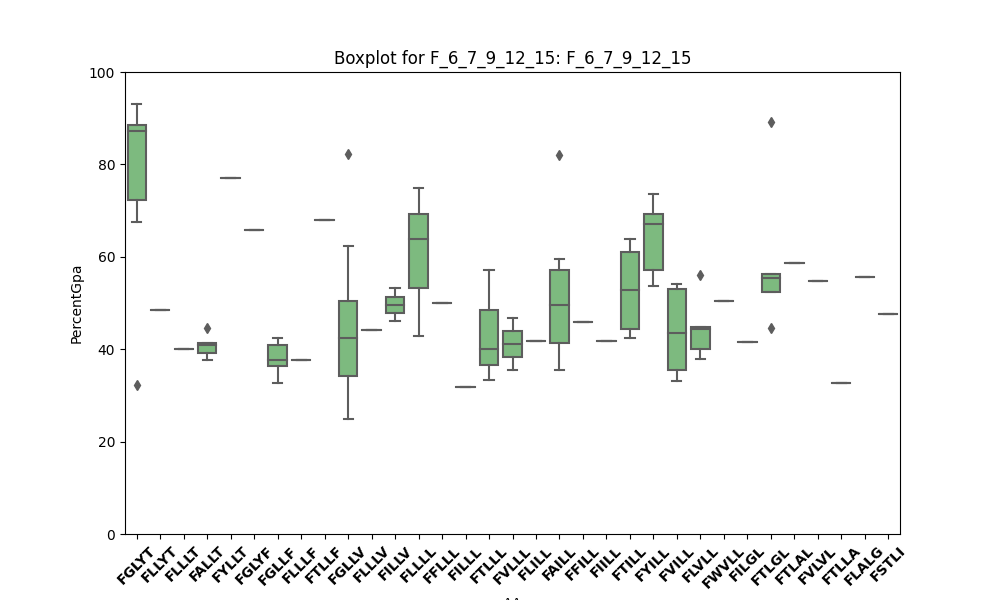 Boxplot for F_6_7_9_12_15: F_6_7_9_12_15
PercentGpa
100
80
60
40
20
0
FGLYT
FLLYT
FLLLT
FALLT
FYLLT
FGLYF
FGLLF
FLLLF
FTLLF
FGLLV
FLLLV
FILLV
FLLLL
FFLLL
FILLL
FTLLL
FVLLL
FLILL
FAILL
FFILL
FIILL
FTILL
FYILL
FVILL
FLVLL
FWVLL
FILGL
FTLGL
FTLAL
FVLVL
FTLLA
FLALG
FSTLI